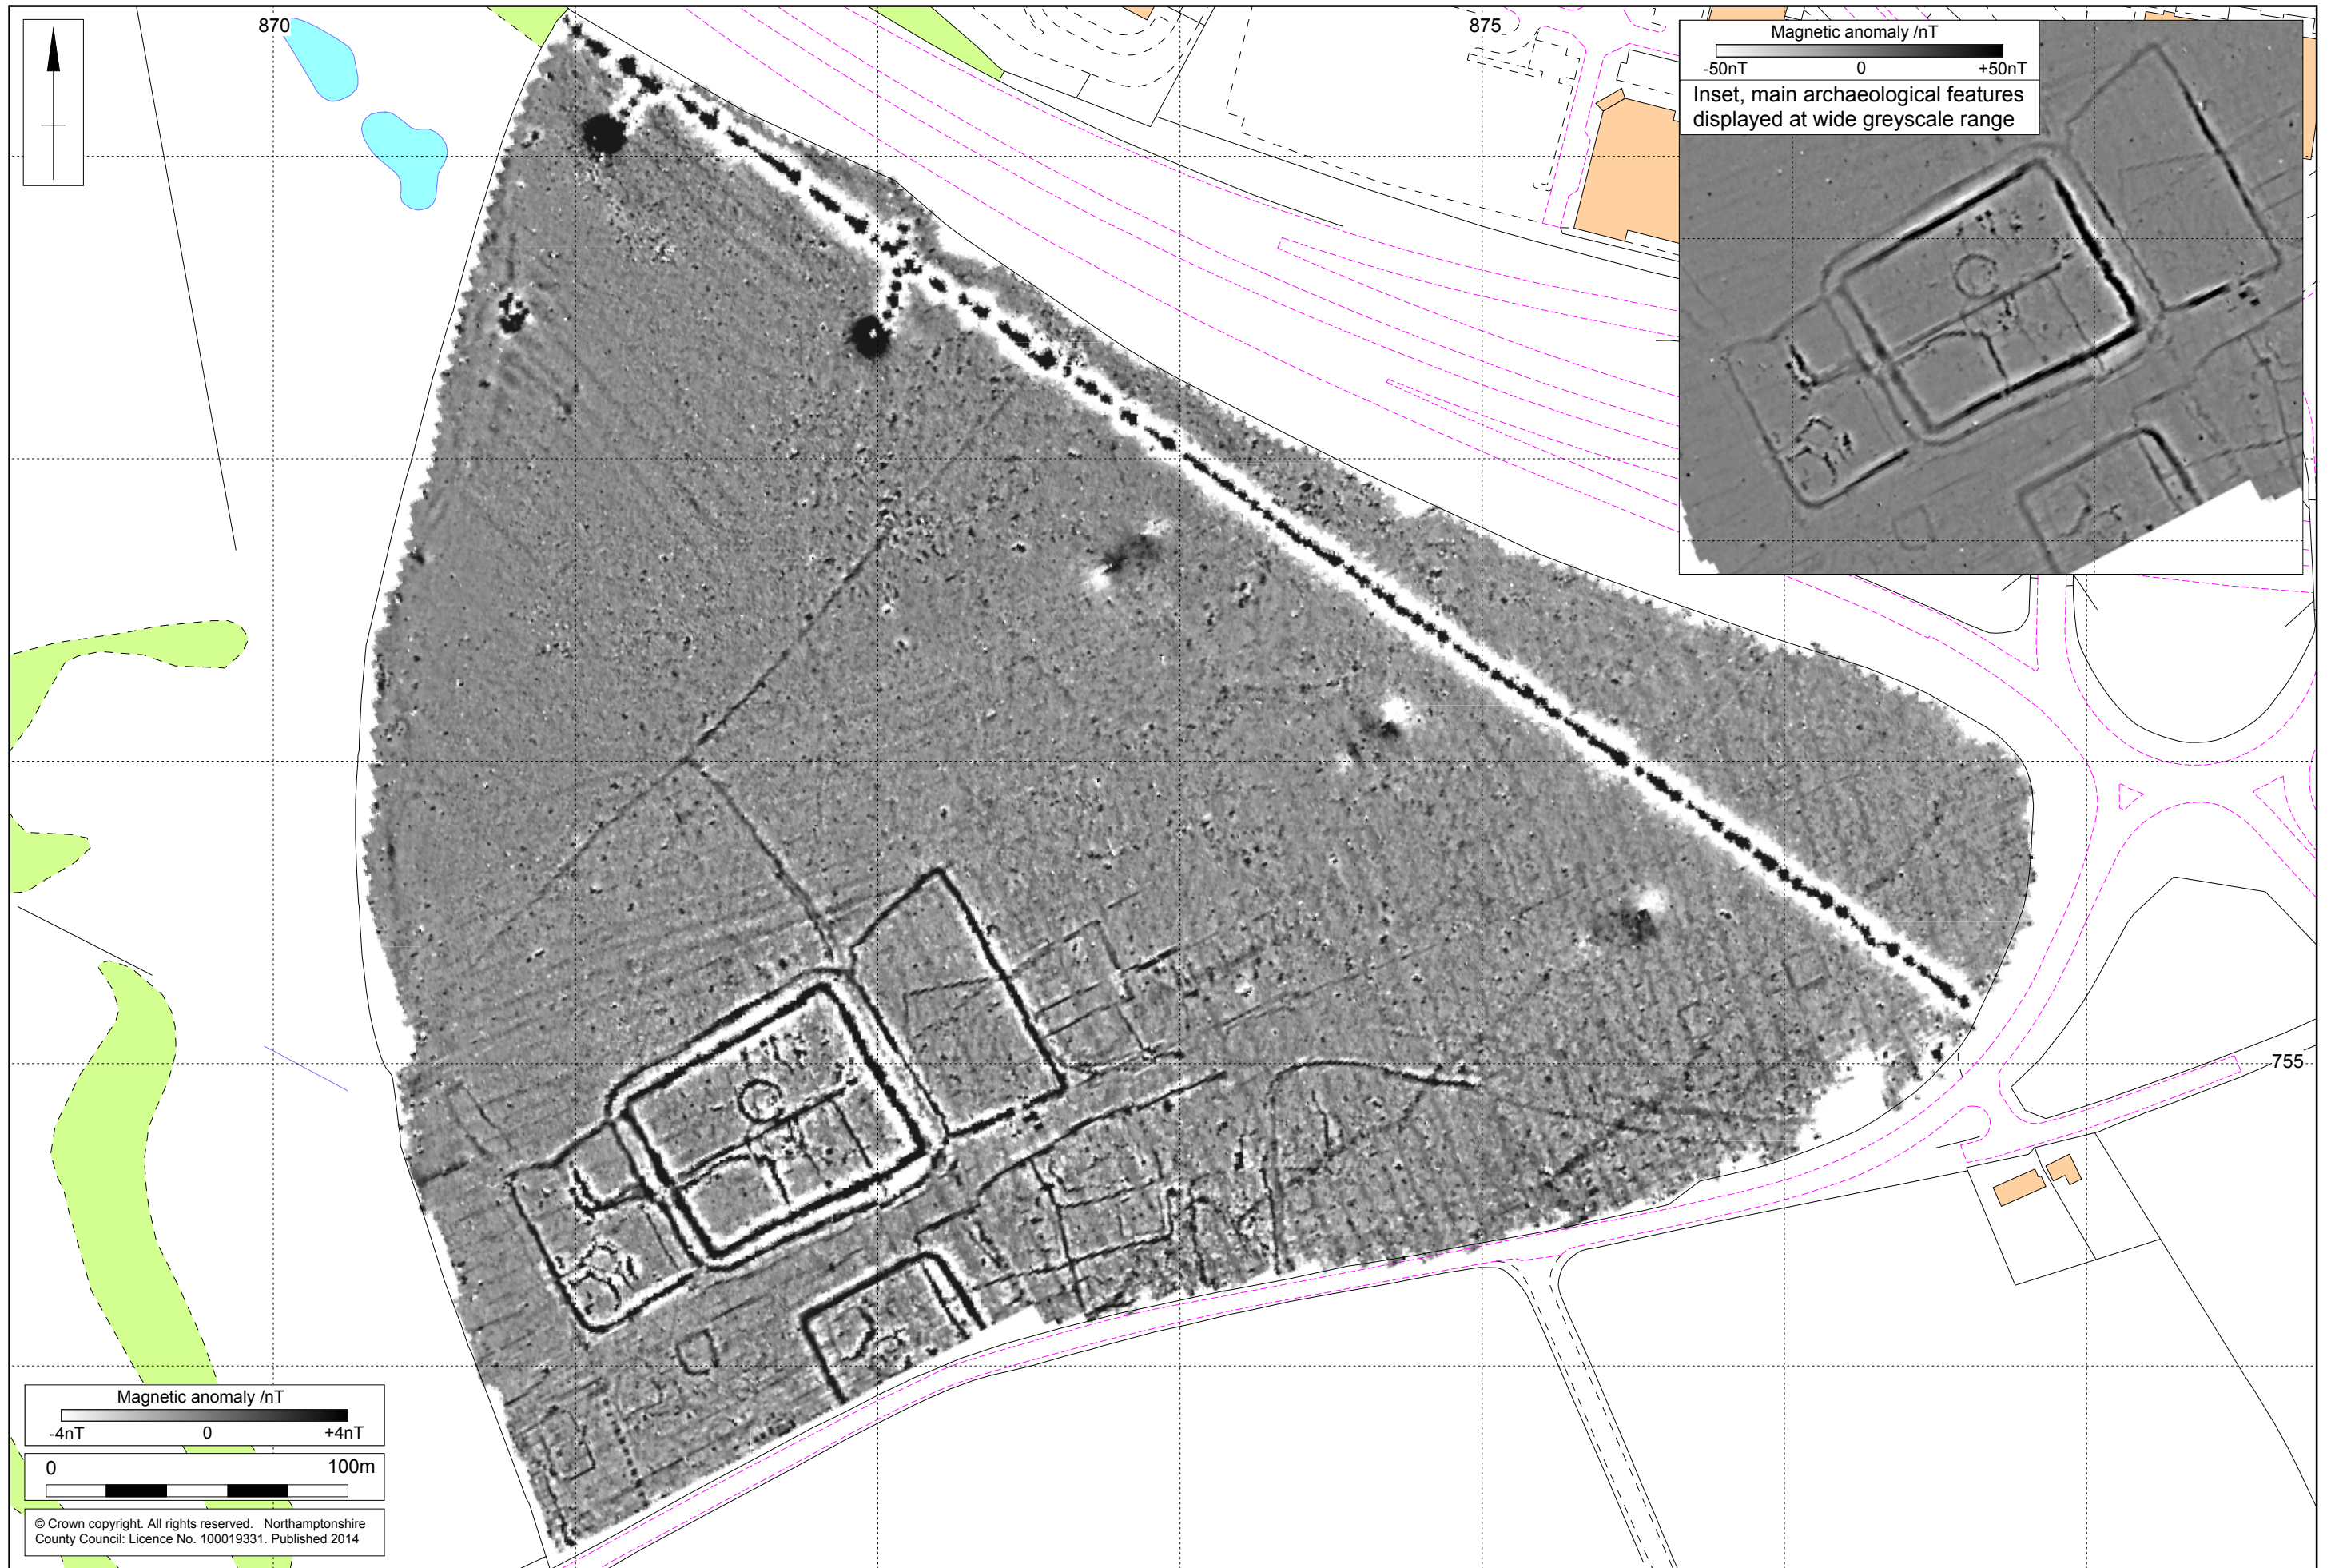 870
875
Magnetic anomaly /nT
-50nT 0 +50nT
Inset, main archaeological features
displayed at wide greyscale range
755
Magnetic anomaly /nT
-4nT 0 +4nT
0 100m
© Crown copyright. All rights reserved. Northamptonshire
County Council: Licence No. 100019331. Published 2014